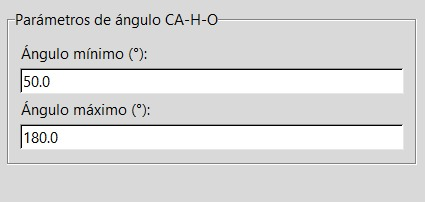 Parámetros de ángulo CA-H-O
Ángulo mínimo (°):
50.0
Ángulo máximo (°):
180.0